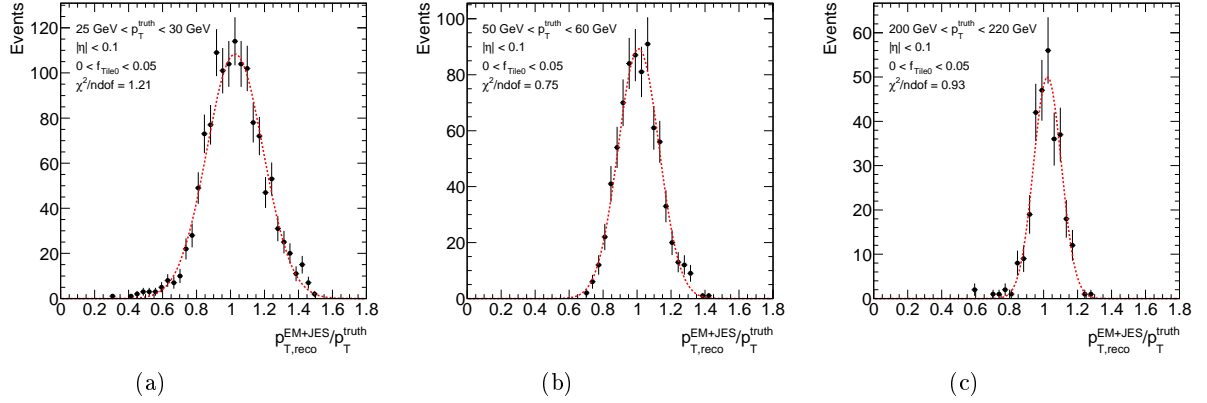 Events
120
100
80
60
40
20
0
25 GeV < p_T^truth < 30 GeV
|η| < 0.1
0 < f_Tile0 < 0.05
χ²/ndof = 1.21
0 0.2 0.4 0.6 0.8 1 1.2 1.4 1.6 1.8
p_T,reco^EM+JES/p_T^truth
(a)
Events
100
80
60
40
20
0
50 GeV < p_T^truth < 60 GeV
|η| < 0.1
0 < f_Tile0 < 0.05
χ²/ndof = 0.75
0 0.2 0.4 0.6 0.8 1 1.2 1.4 1.6 1.8
p_T,reco^EM+JES/p_T^truth
(b)
Events
60
50
40
30
20
10
0
200 GeV < p_T^truth < 220 GeV
|η| < 0.1
0 < f_Tile0 < 0.05
χ²/ndof = 0.93
0 0.2 0.4 0.6 0.8 1 1.2 1.4 1.6 1.8
p_T,reco^EM+JES/p_T^truth
(c)